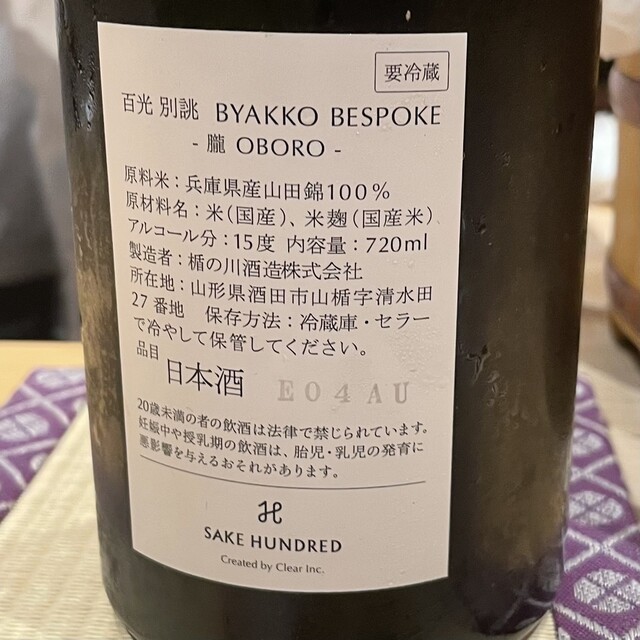 要冷蔵
百光 別誂 BYAKKO BESPOKE
- 朧 OBORO -
原料米：兵庫県産山田錦100%
原材料名：米（国産）、米麹（国産米）
アルコール分：15度 内容量：720ml
製造者：楯の川酒造株式会社
所在地：山形県酒田市山楯字清水田
27番地 保存方法：冷蔵庫・セラー
で冷やして保管してください。
品目
日本酒 E04AU
20歳未満の者の飲酒は法律で禁じられています。
妊娠中や授乳期の飲酒は、胎児・乳児の発育に
悪影響を与えるおそれがあります。
SAKE HUNDRED
Created by Clear Inc.